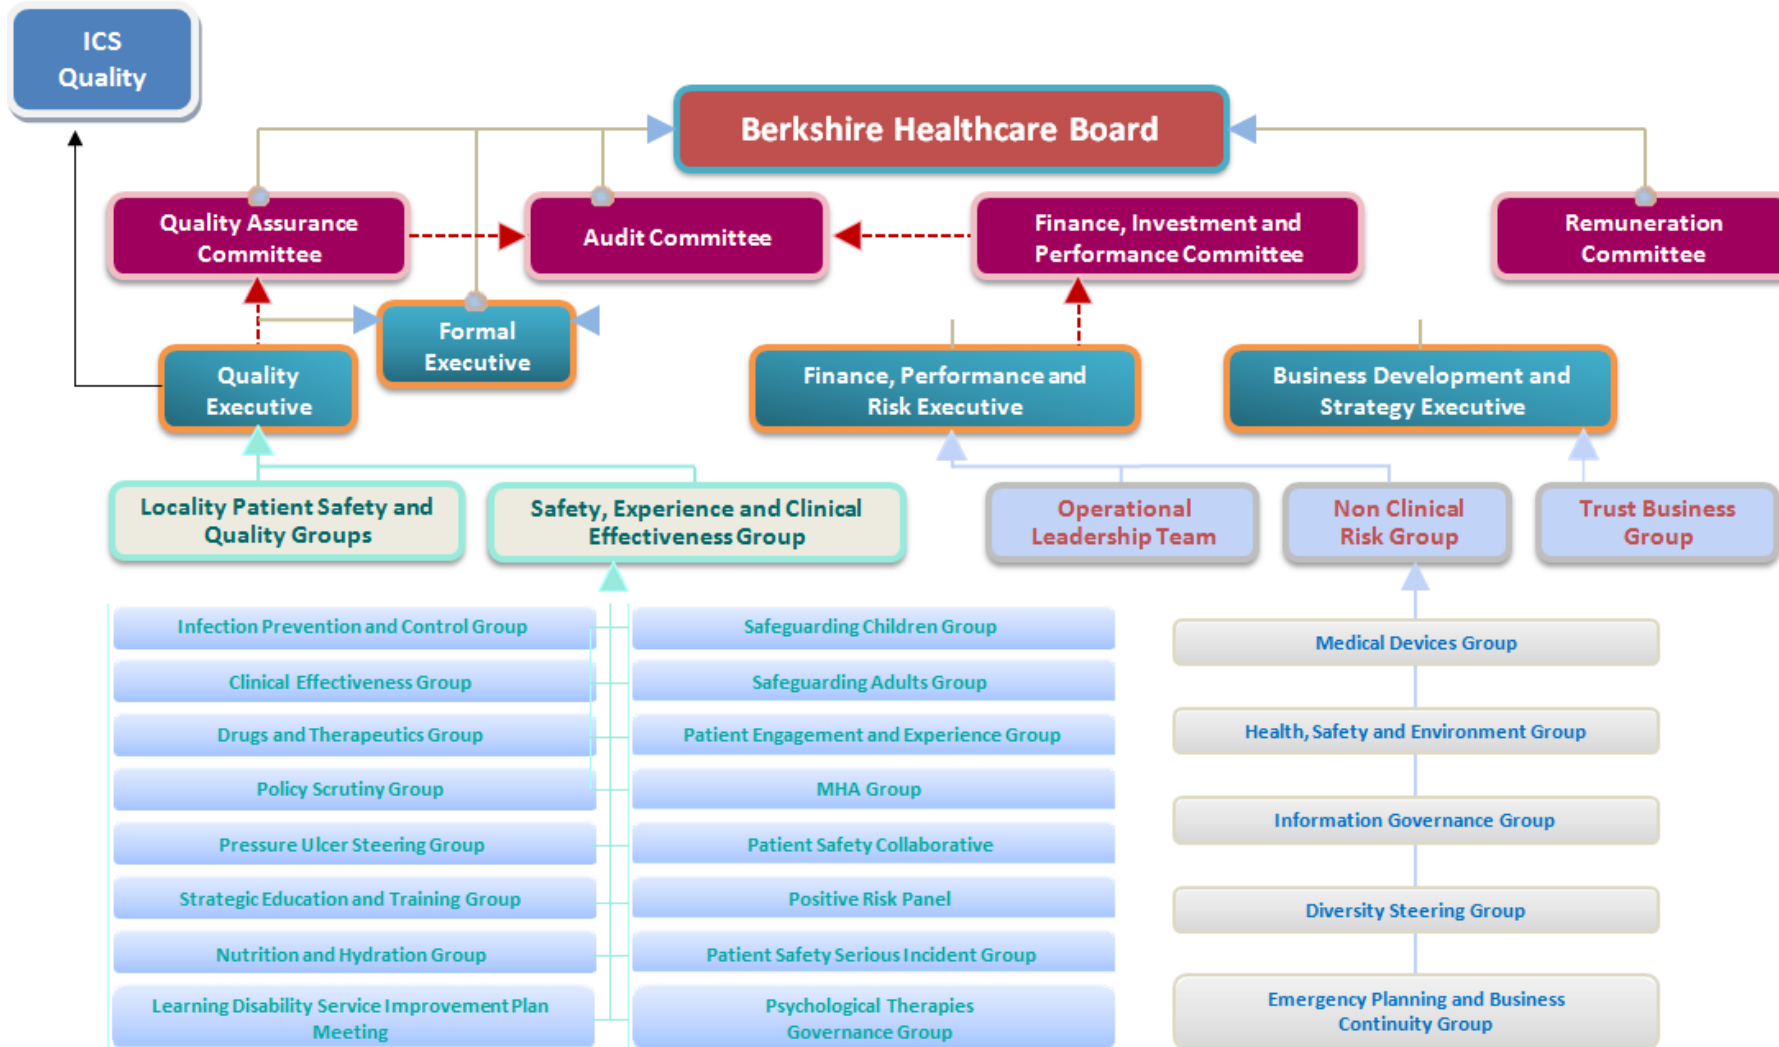 ICS
Quality
Berkshire Healthcare Board
Quality Assurance
Committee
Audit Committee
Finance, Investment and
Performance Committee
Remuneration
Committee
Formal
Executive
Quality
Executive
Finance, Performance and
Risk Executive
Business Development and
Strategy Executive
Locality Patient Safety and
Quality Groups
Safety, Experience and Clinical
Effectiveness Group
Operational
Leadership Team
Non Clinical
Risk Group
Trust Business
Group
Infection Prevention and Control Group
Clinical Effectiveness Group
Drugs and Therapeutics Group
Policy Scrutiny Group
Pressure Ulcer Steering Group
Strategic Education and Training Group
Nutrition and Hydration Group
Learning Disability Service Improvement Plan
Meeting
Safeguarding Children Group
Safeguarding Adults Group
Patient Engagement and Experience Group
MHA Group
Patient Safety Collaborative
Positive Risk Panel
Patient Safety Serious Incident Group
Psychological Therapies
Governance Group
Medical Devices Group
Health, Safety and Environment Group
Information Governance Group
Diversity Steering Group
Emergency Planning and Business
Continuity Group